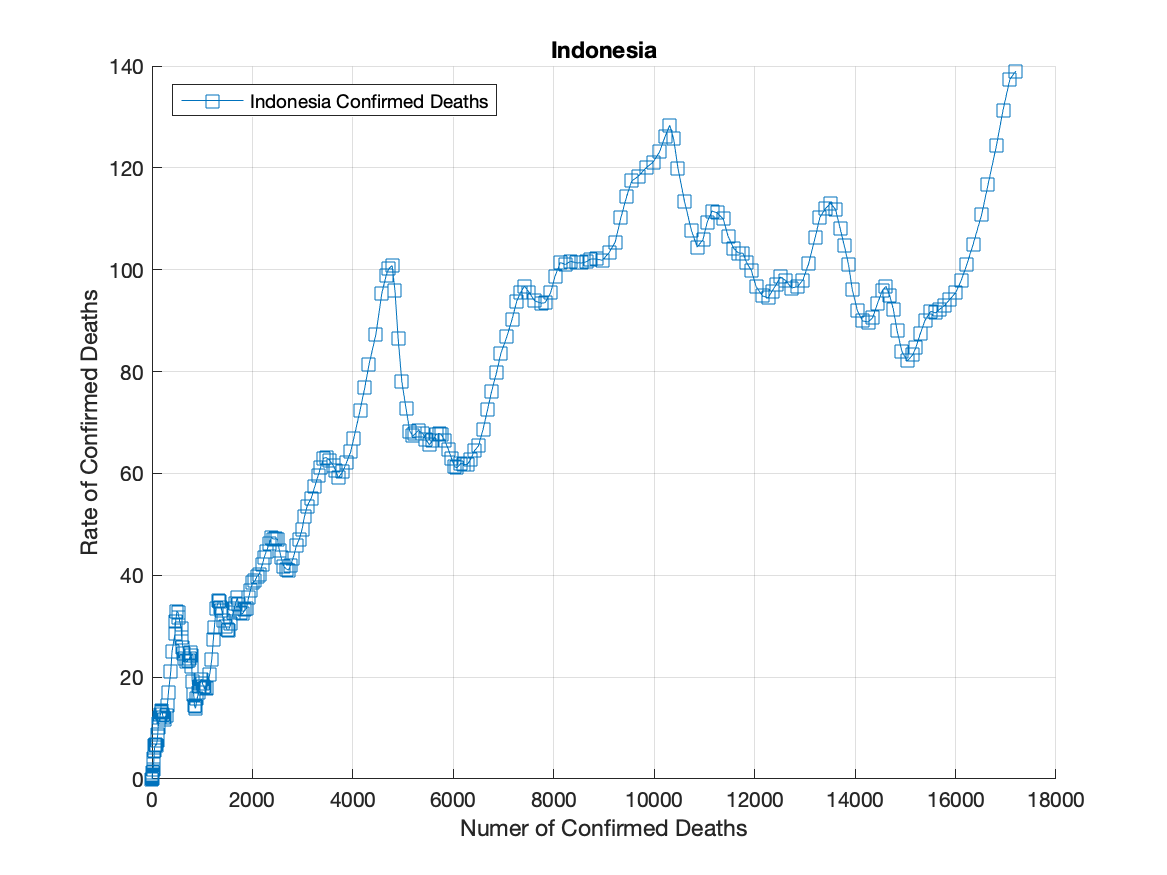 Indonesia
Indonesia Confirmed Deaths
Rate of Confirmed Deaths
140
120
100
80
60
40
20
0
0 2000 4000 6000 8000 10000 12000 14000 16000 18000
Numer of Confirmed Deaths